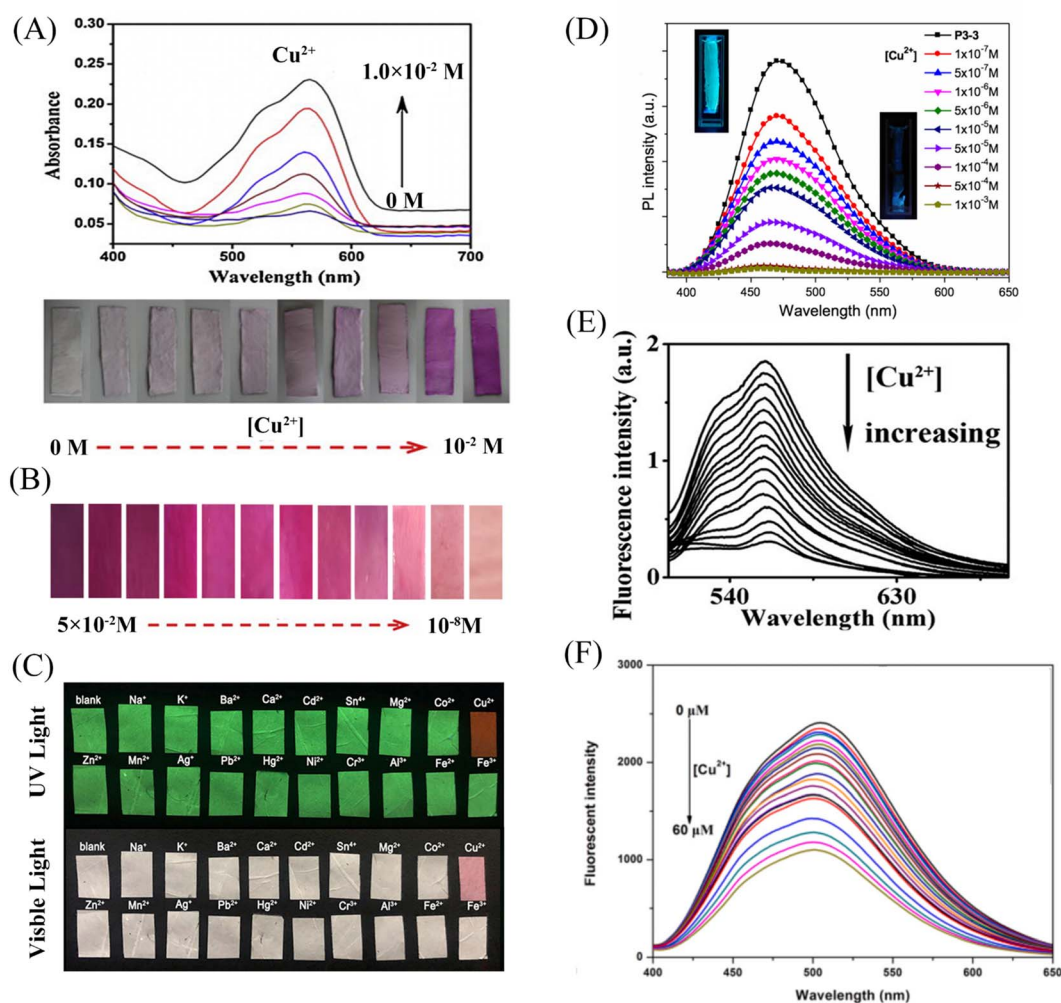 (A)
0.30
0.25
0.20
0.15
0.10
0.05
Absorbance
Cu²⁺
1.0×10⁻² M
0 M
400 500 600 700
Wavelength (nm)
[Cu²⁺]
0 M 10⁻² M
(B)
5×10⁻²M 10⁻⁸M
(C)
UV Light
blank Na⁺ K⁺ Ba²⁺ Ca²⁺ Cd²⁺ Sn⁴⁺ Mg²⁺ Co²⁺ Cu²⁺
Zn²⁺ Mn²⁺ Ag⁺ Pb²⁺ Hg²⁺ Ni²⁺ Cr³⁺ Al³⁺ Fe²⁺ Fe³⁺
Visble Light
blank Na⁺ K⁺ Ba²⁺ Ca²⁺ Cd²⁺ Sn⁴⁺ Mg²⁺ Co²⁺ Cu²⁺
Zn²⁺ Mn²⁺ Ag⁺ Pb²⁺ Hg²⁺ Ni²⁺ Cr³⁺ Al³⁺ Fe²⁺ Fe³⁺
(D)
PL intensity (a.u.)
P3-3
[Cu²⁺]
1x10⁻⁷M
5x10⁻⁷M
1x10⁻⁶M
5x10⁻⁶M
1x10⁻⁵M
5x10⁻⁵M
1x10⁻⁴M
5x10⁻⁴M
1x10⁻³M
400 450 500 550 600 650
Wavelength (nm)
(E)
2
1
0
Fluorescence intensity (a.u.)
[Cu²⁺]
increasing
540 630
Wavelength (nm)
(F)
3000
2500
2000
1000
0
Fluorescent intensity
0 µM
[Cu²⁺]
60 µM
400 450 500 550 600 650
Wavelength (nm)